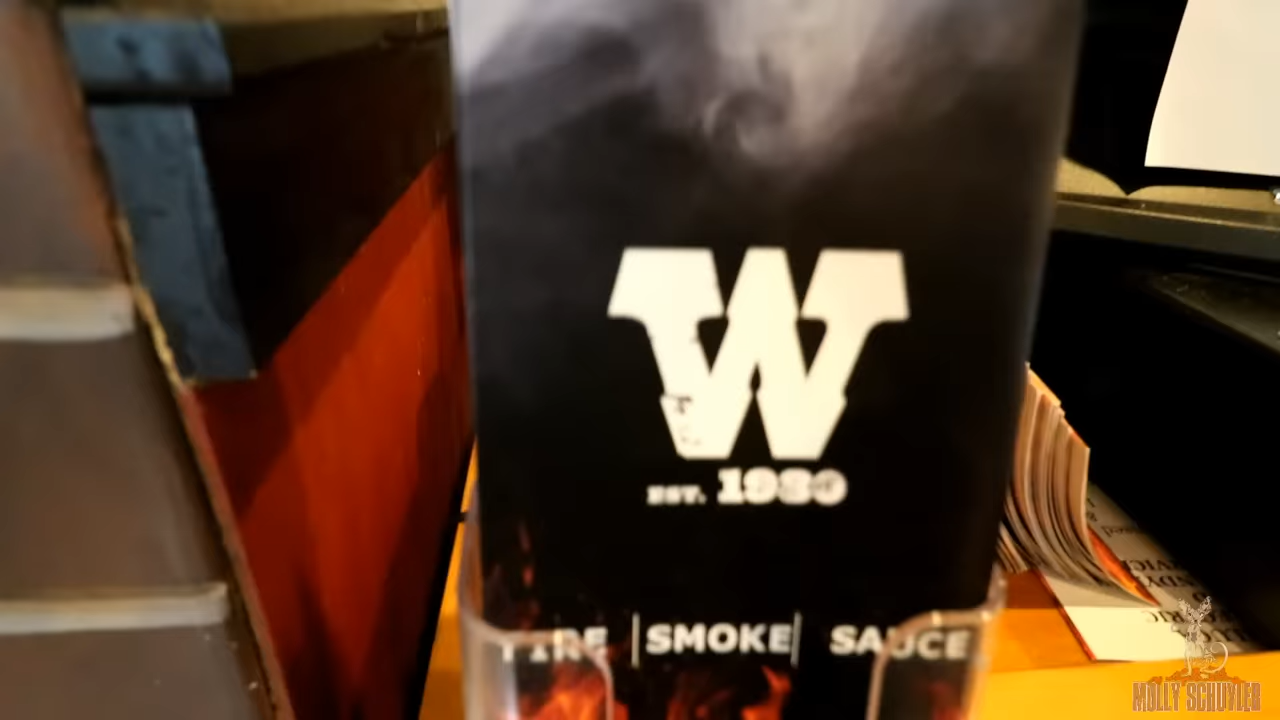 W
EST. 1980
FIRE | SMOKE | SAUCE
MOLLY SCHUYLER